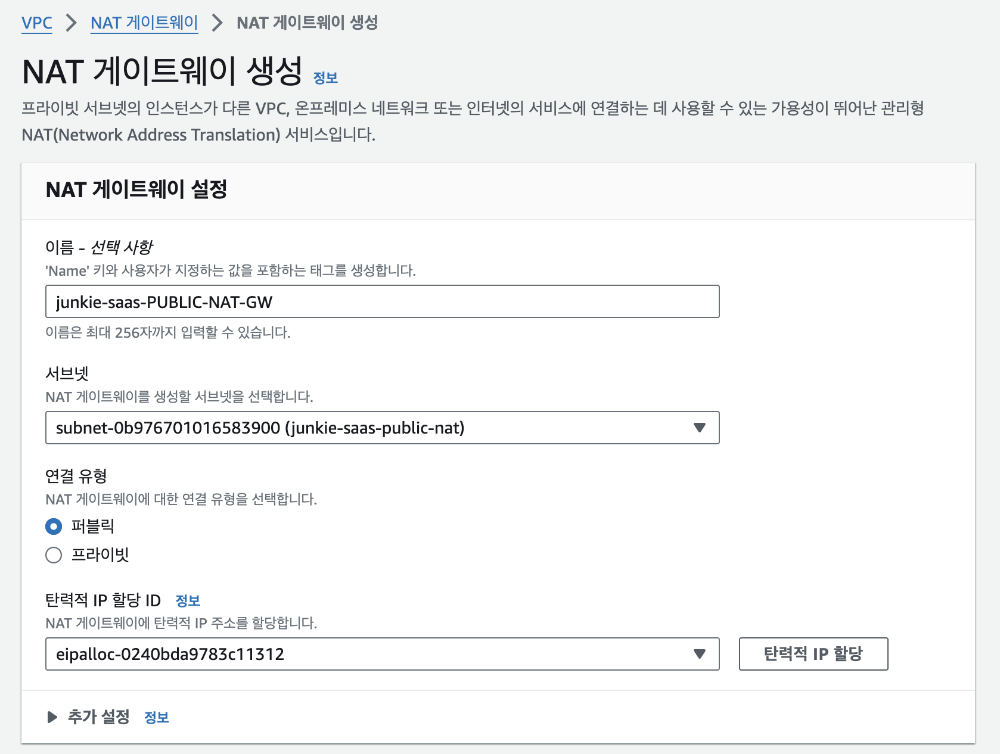 VPC > NAT 게이트웨이 > NAT 게이트웨이 생성
NAT 게이트웨이 생성 정보
프라이빗 서브넷의 인스턴스가 다른 VPC, 온프레미스 네트워크 또는 인터넷의 서비스에 연결하는 데 사용할 수 있는 가용성이 뛰어난 관리형
NAT(Network Address Translation) 서비스입니다.
NAT 게이트웨이 설정
이름 - 선택 사항
'Name' 키와 사용자가 지정하는 값을 포함하는 태그를 생성합니다.
junkie-saas-PUBLIC-NAT-GW
이름은 최대 256자까지 입력할 수 있습니다.
서브넷
NAT 게이트웨이를 생성할 서브넷을 선택합니다.
subnet-0b976701016583900 (junkie-saas-public-nat)
연결 유형
NAT 게이트웨이에 대한 연결 유형을 선택합니다.
퍼블릭
프라이빗
탄력적 IP 할당 ID 정보
NAT 게이트웨이에 탄력적 IP 주소를 할당합니다.
eipalloc-0240bda9783c11312
탄력적 IP 할당
추가 설정 정보